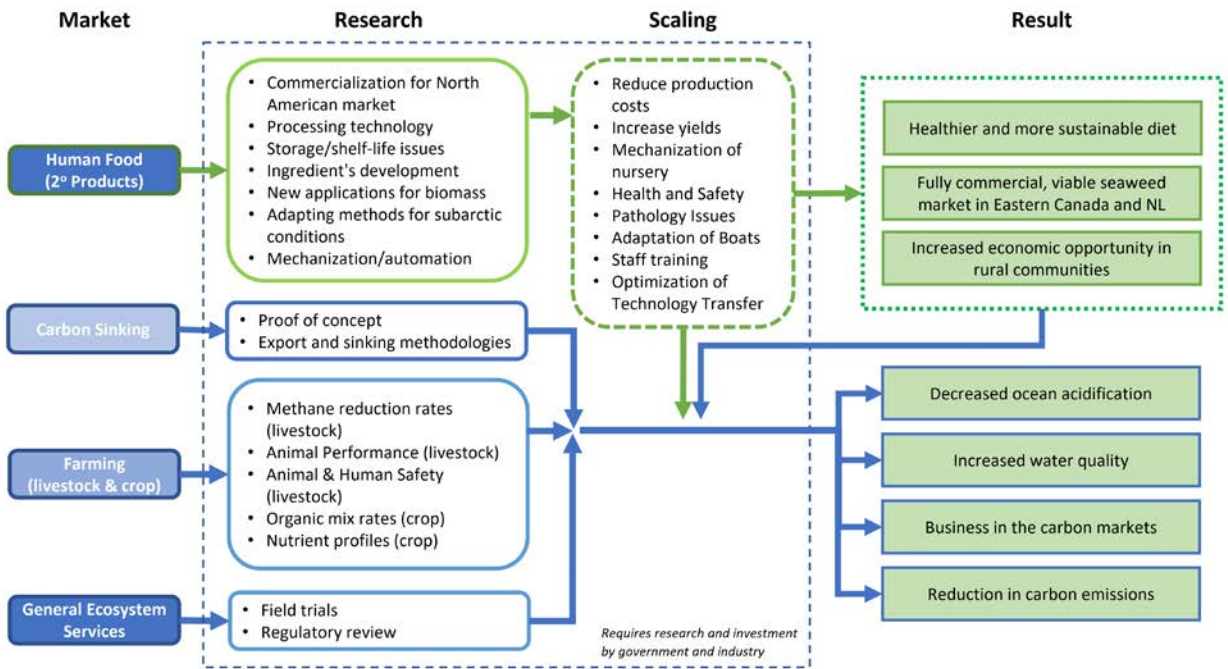 Market
Research
Scaling
Result
Human Food
(2º Products)
• Commercialization for North
American market
• Processing technology
• Storage/shelf-life issues
• Ingredient's development
• New applications for biomass
• Adapting methods for subarctic
conditions
• Mechanization/automation
• Reduce production
costs
• Increase yields
• Mechanization of
nursery
• Health and Safety
• Pathology Issues
• Adaptation of Boats
• Staff training
• Optimization of
Technology Transfer
Healthier and more sustainable diet
Fully commercial, viable seaweed
market in Eastern Canada and NL
Increased economic opportunity in
rural communities
Carbon Sinking
• Proof of concept
• Export and sinking methodologies
Farming
(livestock & crop)
• Methane reduction rates
(livestock)
• Animal Performance (livestock)
• Animal & Human Safety
(livestock)
• Organic mix rates (crop)
• Nutrient profiles (crop)
General Ecosystem
Services
• Field trials
• Regulatory review
Requires research and investment
by government and industry
Decreased ocean acidification
Increased water quality
Business in the carbon markets
Reduction in carbon emissions